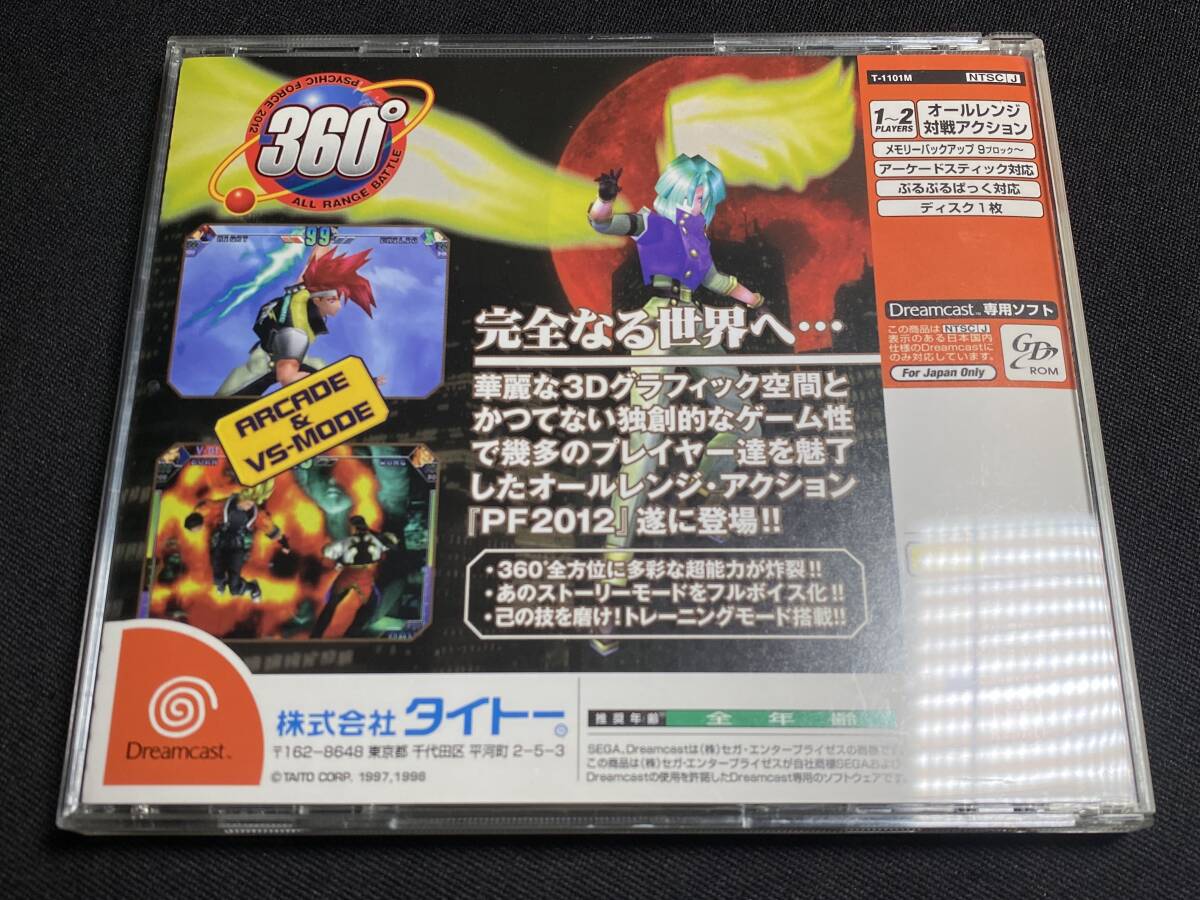 PSYCHIC FORCE 2012
360°
ALL RANGE BATTLE
99
ARCADE
&
VS-MODE
完全なる世界へ…
華麗な3Dグラフィック空間と
かつてない独創的なゲーム性
で幾多のプレイヤー達を魅了
したオールレンジ・アクション
『PF2012』遂に登場!!
・360°全方位に多彩な超能力が炸裂!!
・あのストーリーモードをフルボイス化!!
・己の技を磨け!トレーニングモード搭載!!
T-1101M NTSC J
1~2 PLAYERS
オールレンジ
対戦アクション
メモリーバックアップ 9ブロック〜
アーケードスティック対応
ぷるぷるぱっく対応
ディスク1枚
Dreamcast™専用ソフト
この商品は NTSC J
表示のある日本国内
仕様のDreamcastに
のみ対応しています。
For Japan Only
GD
ROM
Dreamcast™
株式会社 タイトー
〒162-8648 東京都 千代田区 平河町 2-5-3
©TAITO CORP. 1997,1998
推奨年齢 全年齢
SEGA、Dreamcastは(株)セガ・エンタープライゼスの商標で
この商品は(株)セガ・エンタープライゼスが自社商標SEGAおよび
Dreamcastの使用を許諾したDreamcast専用のソフトウェアです。